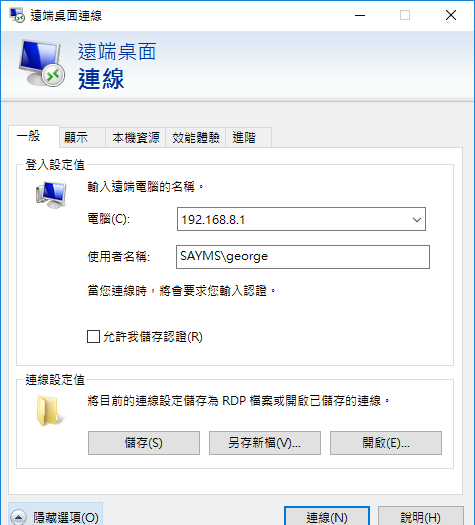 遠端桌面連線
遠端桌面
連線
一般 顯示 本機資源 效能體驗 進階
登入設定值
輸入遠端電腦的名稱。
電腦(C): 192.168.8.1
使用者名稱: SAYMS\george
當您連線時，將會要求您輸入認證。
允許我儲存認證(R)
連線設定值
將目前的連線設定儲存為 RDP 檔案或開啟已儲存的連線。
儲存(S) 另存新檔(V)... 開啟(E)...
隱藏選項(O) 連線(N) 說明(H)